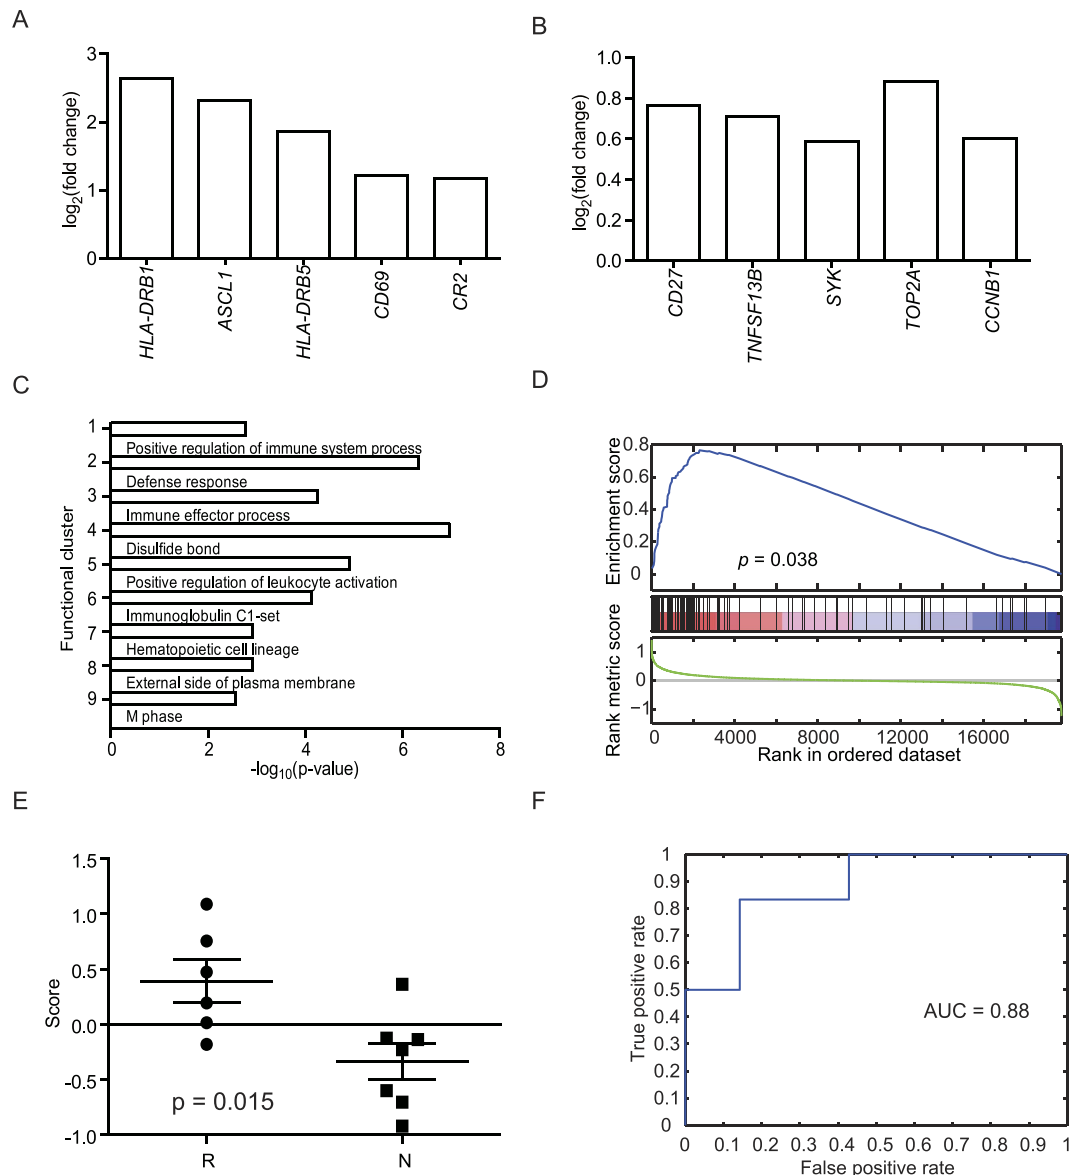 A
log2(fold change)
3
2
1
0
HLA-DRB1
ASCL1
HLA-DRB5
CD69
CR2
B
log2(fold change)
1.0
0.8
0.6
0.4
0.2
0.0
CD27
TNFSF13B
SYK
TOP2A
CCNB1
C
Functional cluster
1
Positive regulation of immune system process
2
Defense response
3
Immune effector process
4
Disulfide bond
5
Positive regulation of leukocyte activation
6
Immunoglobulin C1-set
7
Hematopoietic cell lineage
8
External side of plasma membrane
9
M phase
0 2 4 6 8
-log10(p-value)
D
Enrichment score
0.8
0.6
0.4
0.2
0
p = 0.038
Rank metric score
1
0
−1
0 4000 8000 12000 16000
Rank in ordered dataset
E
Score
1.5
1.0
0.5
0.0
-0.5
-1.0
p = 0.015
R N
F
True positive rate
1
0.9
0.8
0.7
0.6
0.5
0.4
0.3
0.2
0.1
0
AUC = 0.88
0 0.1 0.2 0.3 0.4 0.5 0.6 0.7 0.8 0.9 1
False positive rate